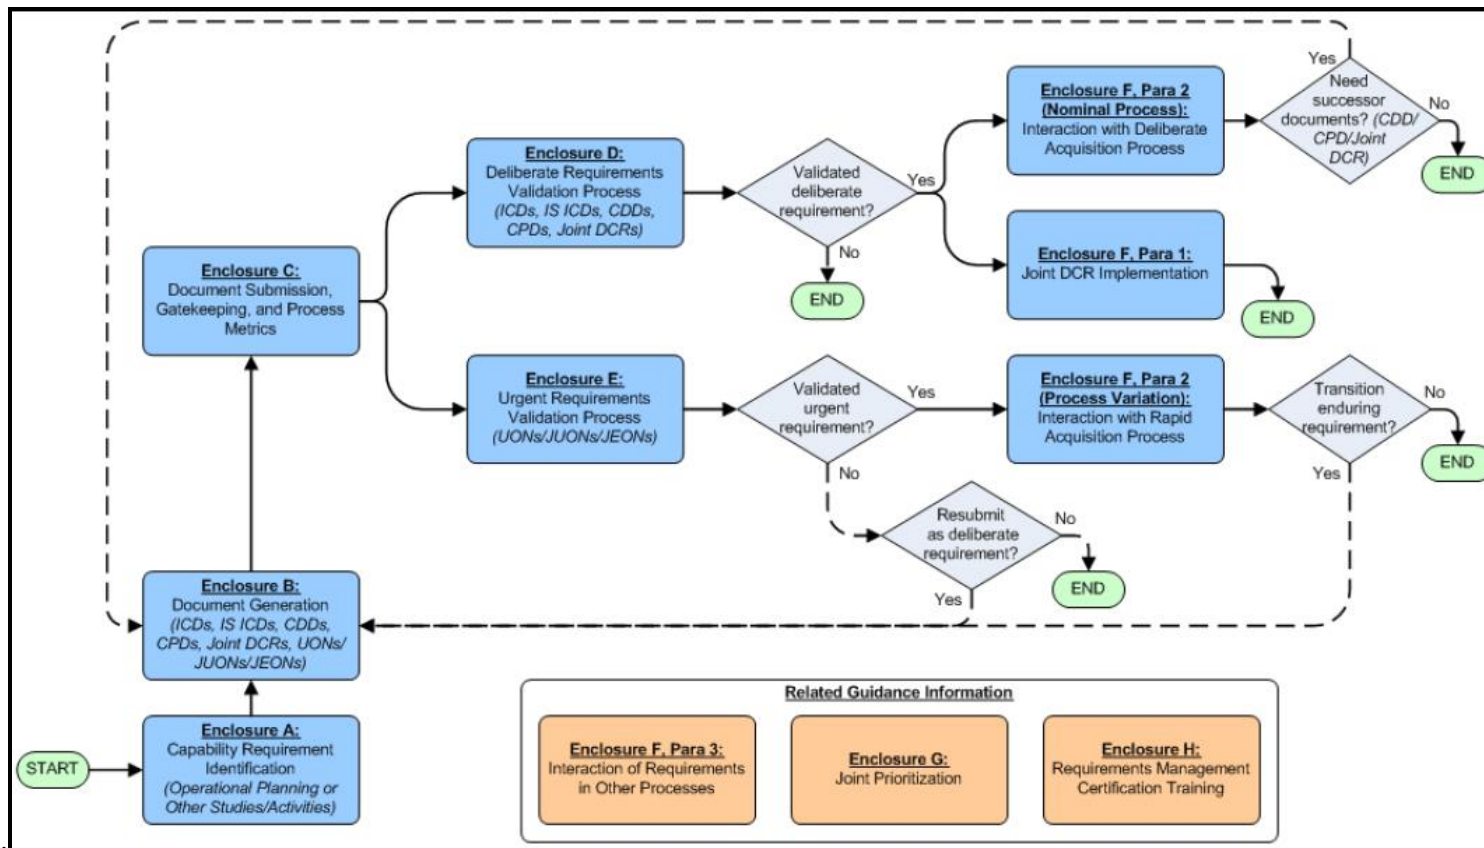 START
Enclosure A:
Capability Requirement
Identification
(Operational Planning or
Other Studies/Activities)
Enclosure B:
Document Generation
(ICDs, IS ICDs, CDDs,
CPDs, Joint DCRs, UONs/
JUONs/JEONs)
Enclosure C:
Document Submission,
Gatekeeping, and Process
Metrics
Enclosure D:
Deliberate Requirements
Validation Process
(ICDs, IS ICDs, CDDs,
CPDs, Joint DCRs)
Validated
deliberate
requirement?
Yes
No
END
Enclosure F, Para 2
(Nominal Process):
Interaction with Deliberate
Acquisition Process
Yes
Need
successor
documents? (CDD/
CPD/Joint
DCR)
No
END
Enclosure F, Para 1:
Joint DCR Implementation
END
Enclosure E:
Urgent Requirements
Validation Process
(UONs/JUONs/JEONs)
Validated
urgent
requirement?
Yes
No
Enclosure F, Para 2
(Process Variation):
Interaction with Rapid
Acquisition Process
Transition
enduring
requirement?
No
END
Yes
Resubmit
as deliberate
requirement?
No
END
Yes
Related Guidance Information
Enclosure F, Para 3:
Interaction of Requirements
in Other Processes
Enclosure G:
Joint Prioritization
Enclosure H:
Requirements Management
Certification Training